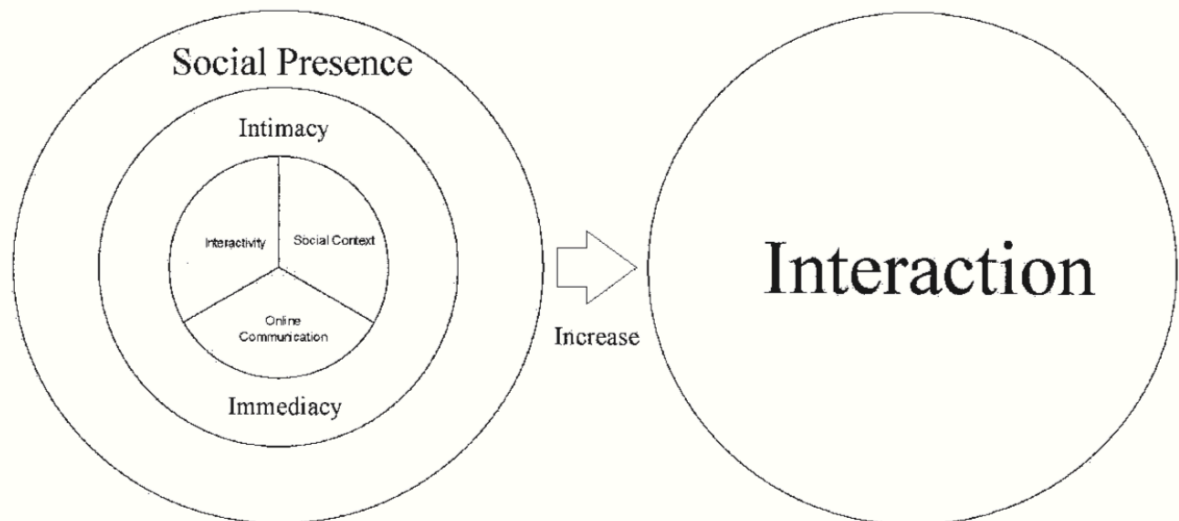 Social Presence
Intimacy
Interactivity
Social Context
Online
Communication
Immediacy
Increase
Interaction